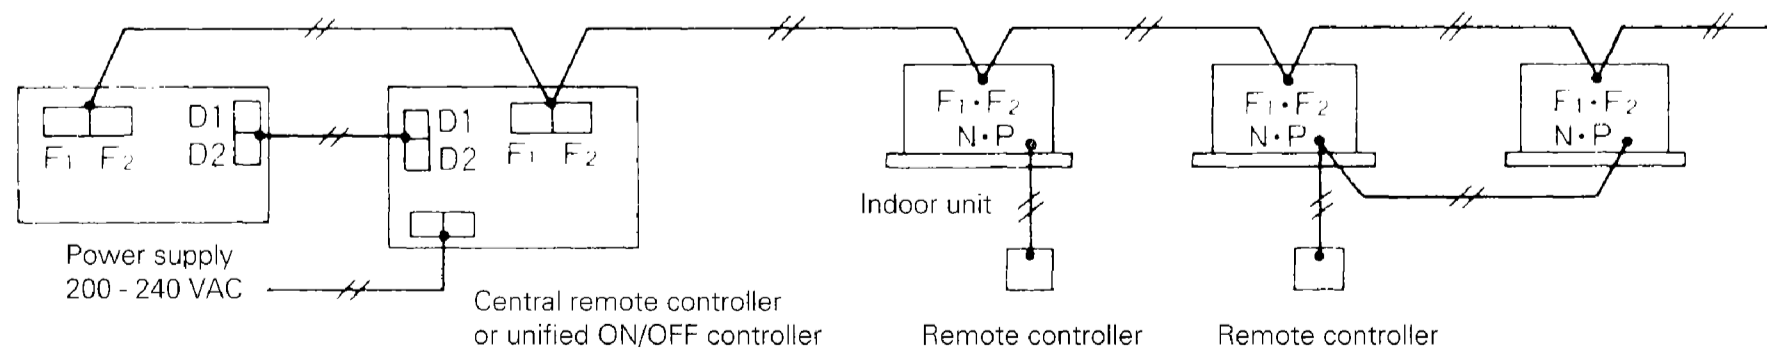 F1 F2
D1
D2
D1
D2
F1 F2
F1・F2
N・P
F1・F2
N・P
F1・F2
N・P
Indoor unit
Power supply
200 - 240 VAC
Central remote controller
or unified ON/OFF controller
Remote controller
Remote controller